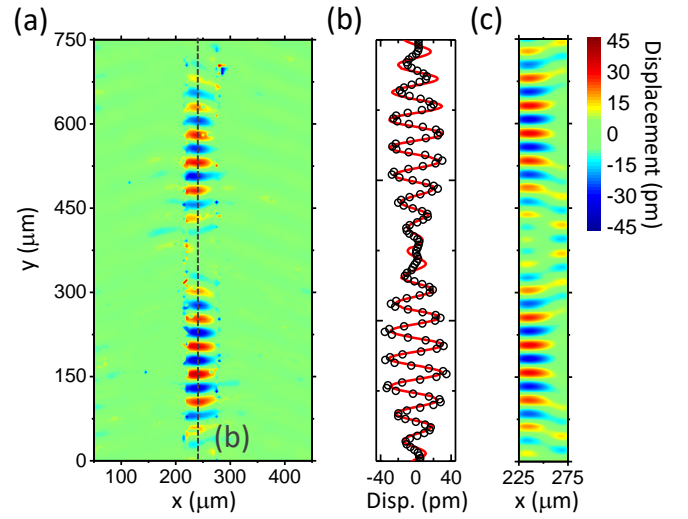 (a)
(b)
(c)
750
600
450
300
150
0
y (μm)
100 200 300 400
x (μm)
(b)
-40 0 40
Disp. (pm)
225 275
x (μm)
45
30
15
0
-15
-30
-45
Displacement (pm)